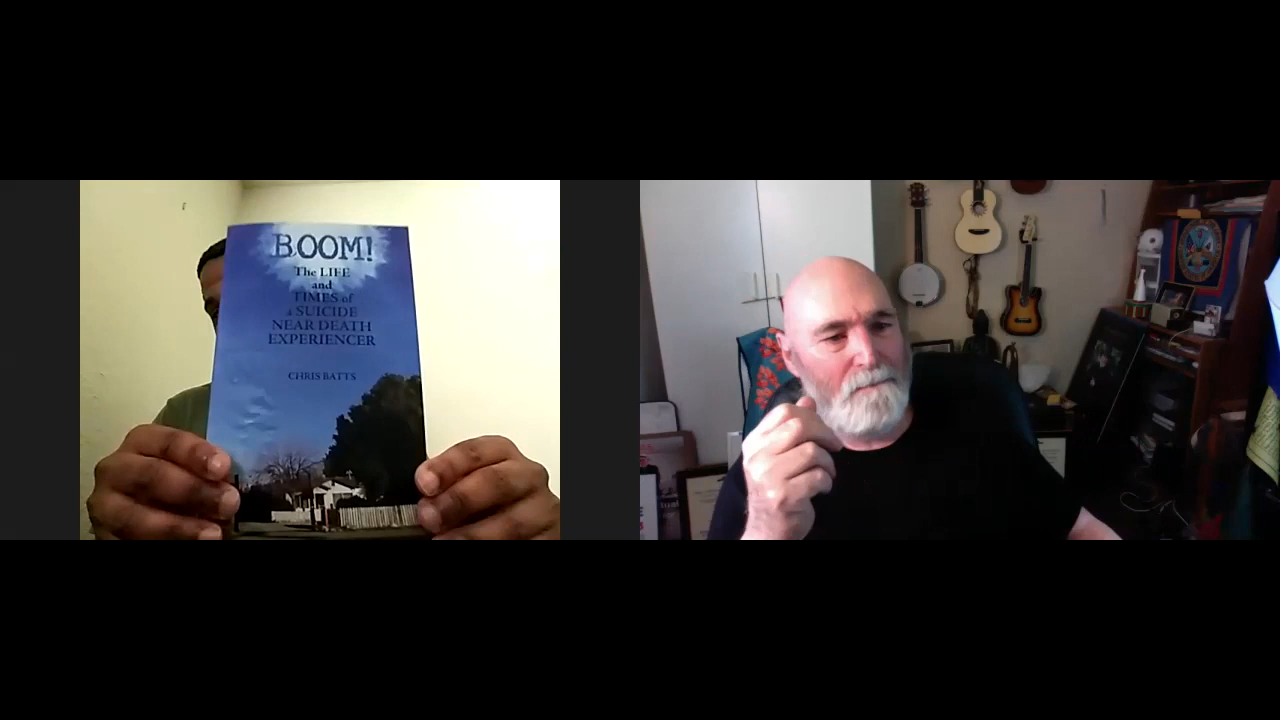 BOOM!
The LIFE
and
TIMES of
a SUICIDE
NEAR DEATH
EXPERIENCER
CHRIS BATTS